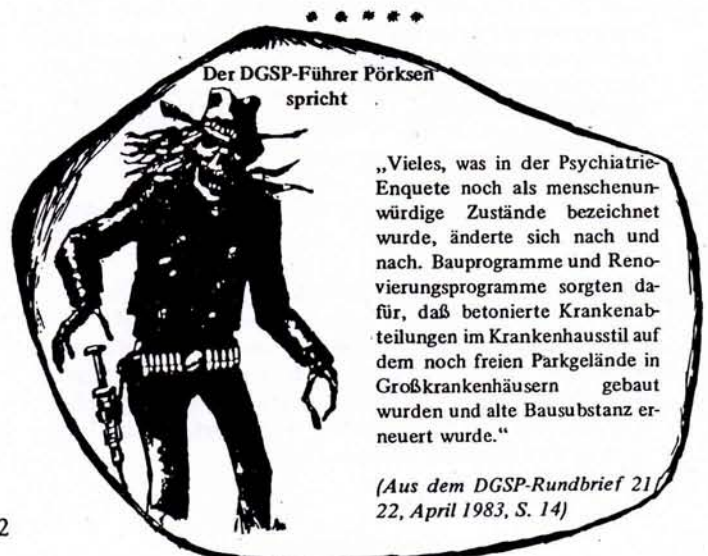 * * * * *
Der DGSP-Führer Pörksen
spricht
„Vieles, was in der Psychiatrie-
Enquete noch als menschenun-
würdige Zustände bezeichnet
wurde, änderte sich nach und
nach. Bauprogramme und Reno-
vierungsprogramme sorgten da-
für, daß betonierte Krankenab-
teilungen im Krankenhausstil auf
dem noch freien Parkgelände in
Großkrankenhäusern gebaut
wurden und alte Bausubstanz er-
neuert wurde.“
(Aus dem DGSP-Rundbrief 21/
22, April 1983, S. 14)
2